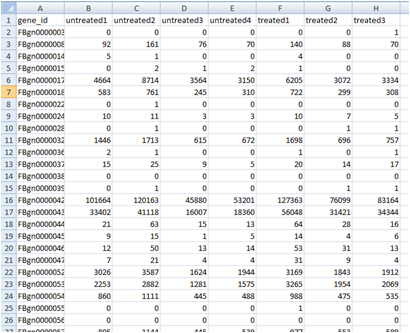 A B C D E F G H
1 gene_id untreated1 untreated2 untreated3 untreated4 treated1 treated2 treated3
2 FBgn0000003 0 0 0 0 0 0 1
3 FBgn0000008 92 161 76 70 140 88 70
4 FBgn0000014 5 1 0 0 4 0 0
5 FBgn0000015 0 2 1 2 1 0 0
6 FBgn0000017 4664 8714 3564 3150 6205 3072 3334
7 FBgn0000018 583 761 245 310 722 299 308
8 FBgn0000022 0 1 0 0 0 0 0
9 FBgn0000024 10 11 3 3 10 7 5
10 FBgn0000028 0 1 0 0 0 1 1
11 FBgn0000032 1446 1713 615 672 1698 696 757
12 FBgn0000036 2 1 0 0 1 0 1
13 FBgn0000037 15 25 9 5 20 14 17
14 FBgn0000038 0 0 0 0 0 0 0
15 FBgn0000039 0 1 0 0 0 1 1
16 FBgn0000042 101664 120163 45880 53201 127363 76099 83164
17 FBgn0000043 33402 41118 16007 18360 56048 31421 34344
18 FBgn0000044 21 63 15 13 64 28 16
19 FBgn0000045 9 15 1 5 14 4 6
20 FBgn0000046 12 50 13 14 53 31 13
21 FBgn0000047 7 21 4 4 31 9 4
22 FBgn0000052 3026 3587 1624 1944 3169 1843 1912
23 FBgn0000053 2253 2882 1281 1575 3265 1954 2069
24 FBgn0000054 860 1111 445 488 988 475 535
25 FBgn0000055 0 0 0 0 1 0 0
26 FBgn0000056 0 0 0 0 0 0 0